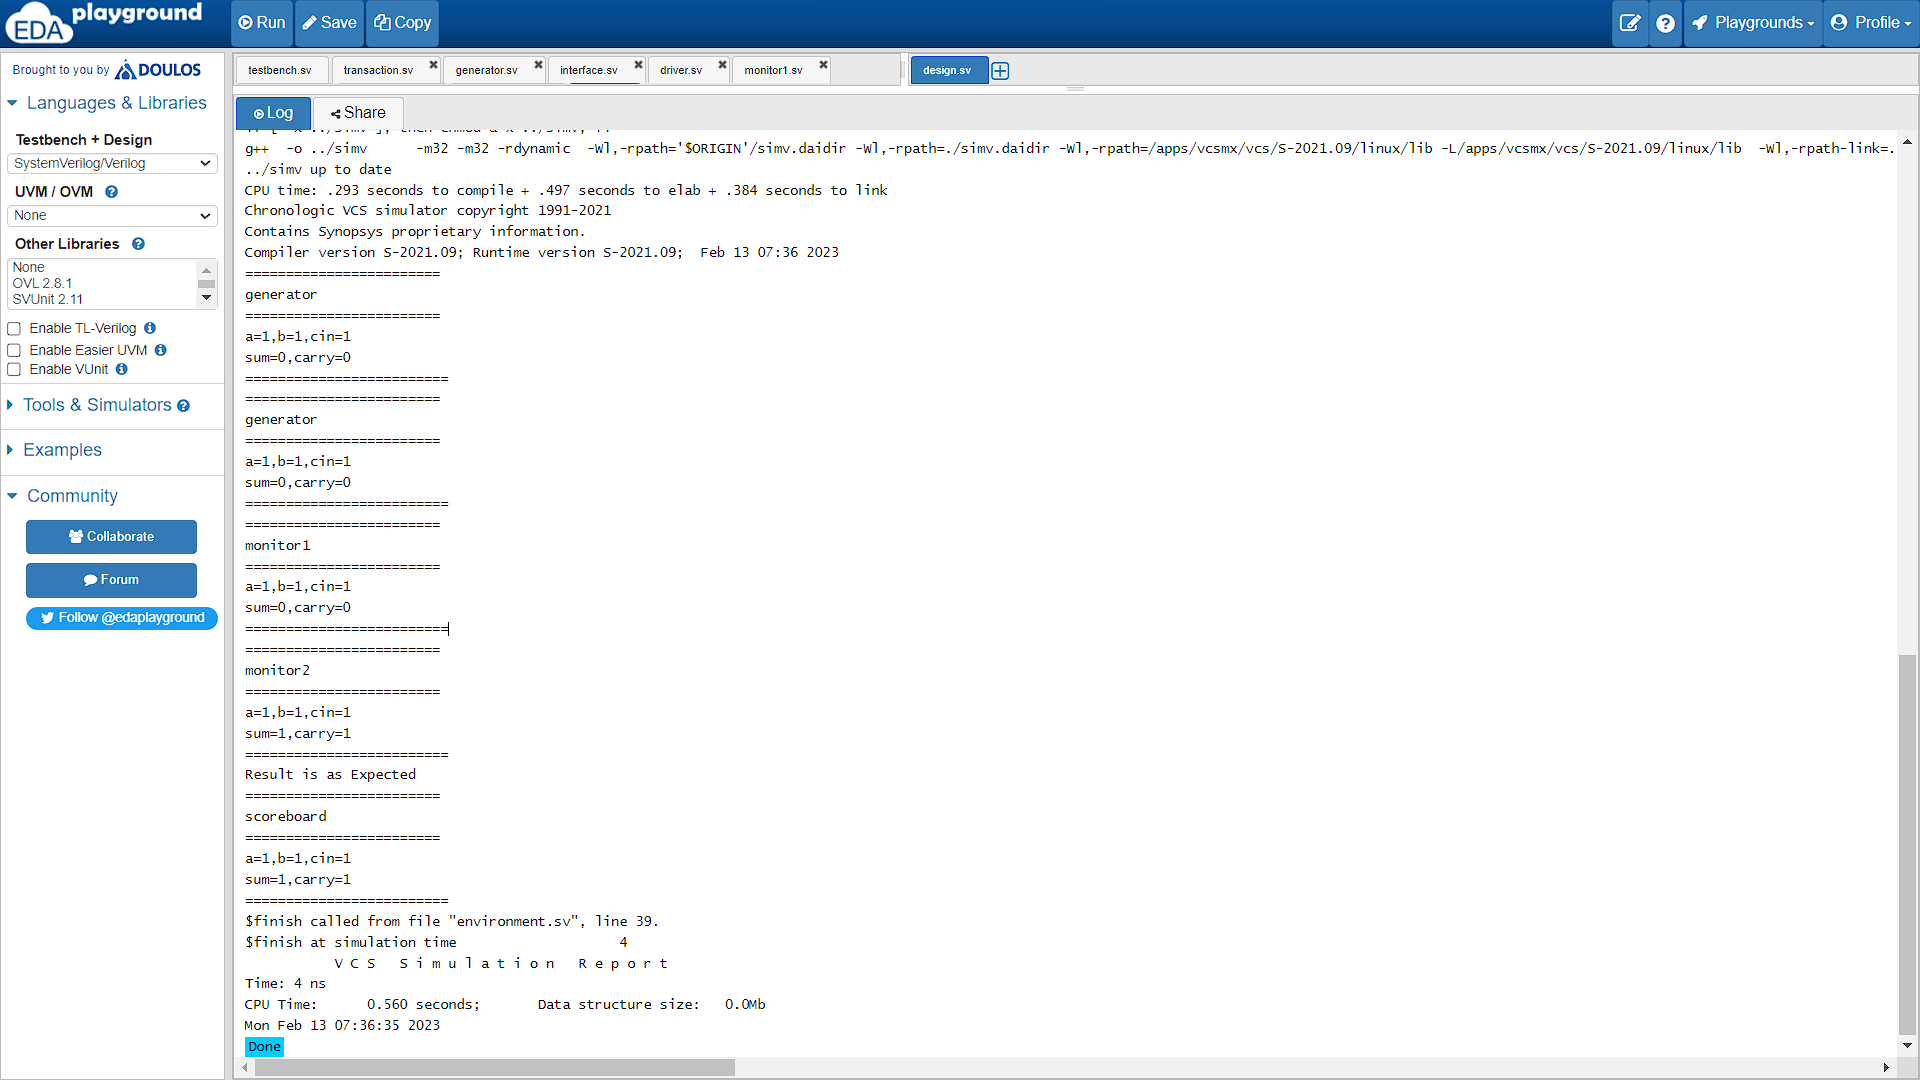 EDA playground
Run
Save
Copy
Playgrounds
Profile
Brought to you by DOULOS
Languages & Libraries
Testbench + Design
SystemVerilog/Verilog
UVM / OVM
None
Other Libraries
None
OVL 2.8.1
SVUnit 2.11
Enable TL-Verilog
Enable Easier UVM
Enable VUnit
Tools & Simulators
Examples
Community
Collaborate
Forum
Follow @edaplayground
testbench.sv
transaction.sv
generator.sv
interface.sv
driver.sv
monitor1.sv
design.sv
Log
Share
g++  -o ../simv      -m32 -m32 -rdynamic  -Wl,-rpath='$ORIGIN'/simv.daidir -Wl,-rpath=./simv.daidir -Wl,-rpath=/apps/vcsmx/vcs/S-2021.09/linux/lib -L/apps/vcsmx/vcs/S-2021.09/linux/lib  -Wl,-rpath-link=.
../simv up to date
CPU time: .293 seconds to compile + .497 seconds to elab + .384 seconds to link
Chronologic VCS simulator copyright 1991-2021
Contains Synopsys proprietary information.
Compiler version S-2021.09; Runtime version S-2021.09;  Feb 13 07:36 2023
========================
generator
========================
a=1,b=1,cin=1
sum=0,carry=0
=========================
========================
generator
========================
a=1,b=1,cin=1
sum=0,carry=0
=========================
========================
monitor1
========================
a=1,b=1,cin=1
sum=0,carry=0
=========================
========================
monitor2
========================
a=1,b=1,cin=1
sum=1,carry=1
=========================
Result is as Expected
========================
scoreboard
========================
a=1,b=1,cin=1
sum=1,carry=1
=========================
$finish called from file "environment.sv", line 39.
$finish at simulation time                    4
V C S   S i m u l a t i o n   R e p o r t
Time: 4 ns
CPU Time:      0.560 seconds;       Data structure size:   0.0Mb
Mon Feb 13 07:36:35 2023
Done